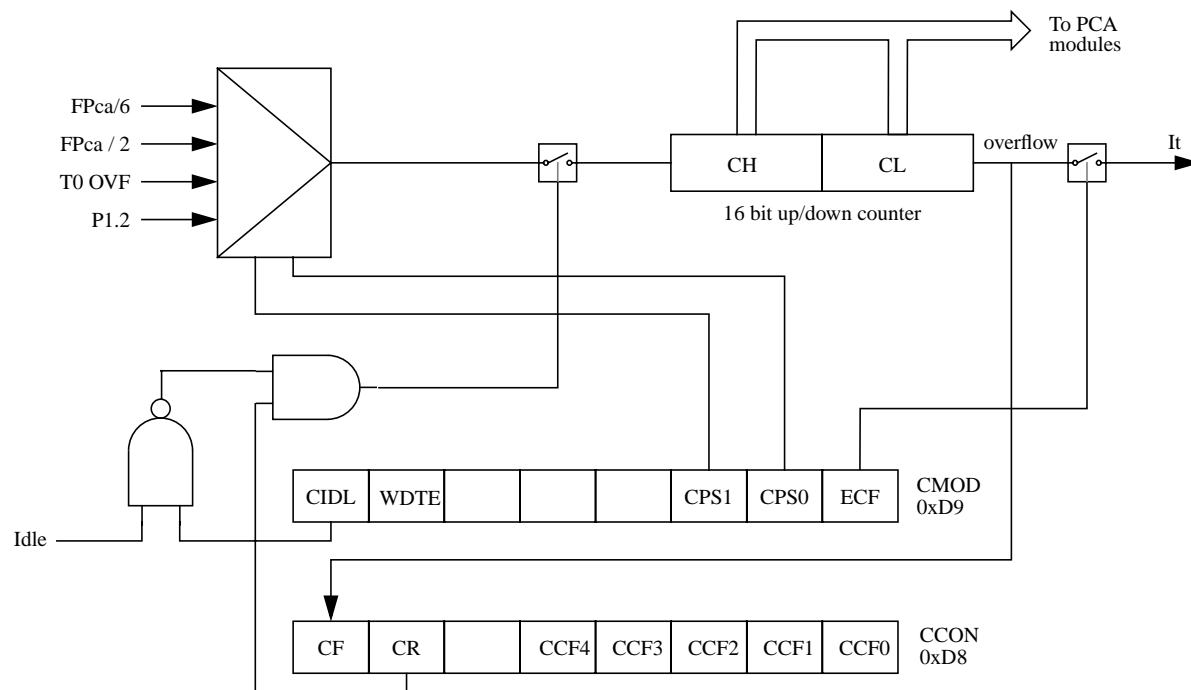 To PCA
modules
FPca/6
FPca / 2
T0 OVF
P1.2
CH
CL
overflow
It
16 bit up/down counter
CIDL
WDTE
CPS1
CPS0
ECF
CMOD
0xD9
Idle
CF
CR
CCF4
CCF3
CCF2
CCF1
CCF0
CCON
0xD8